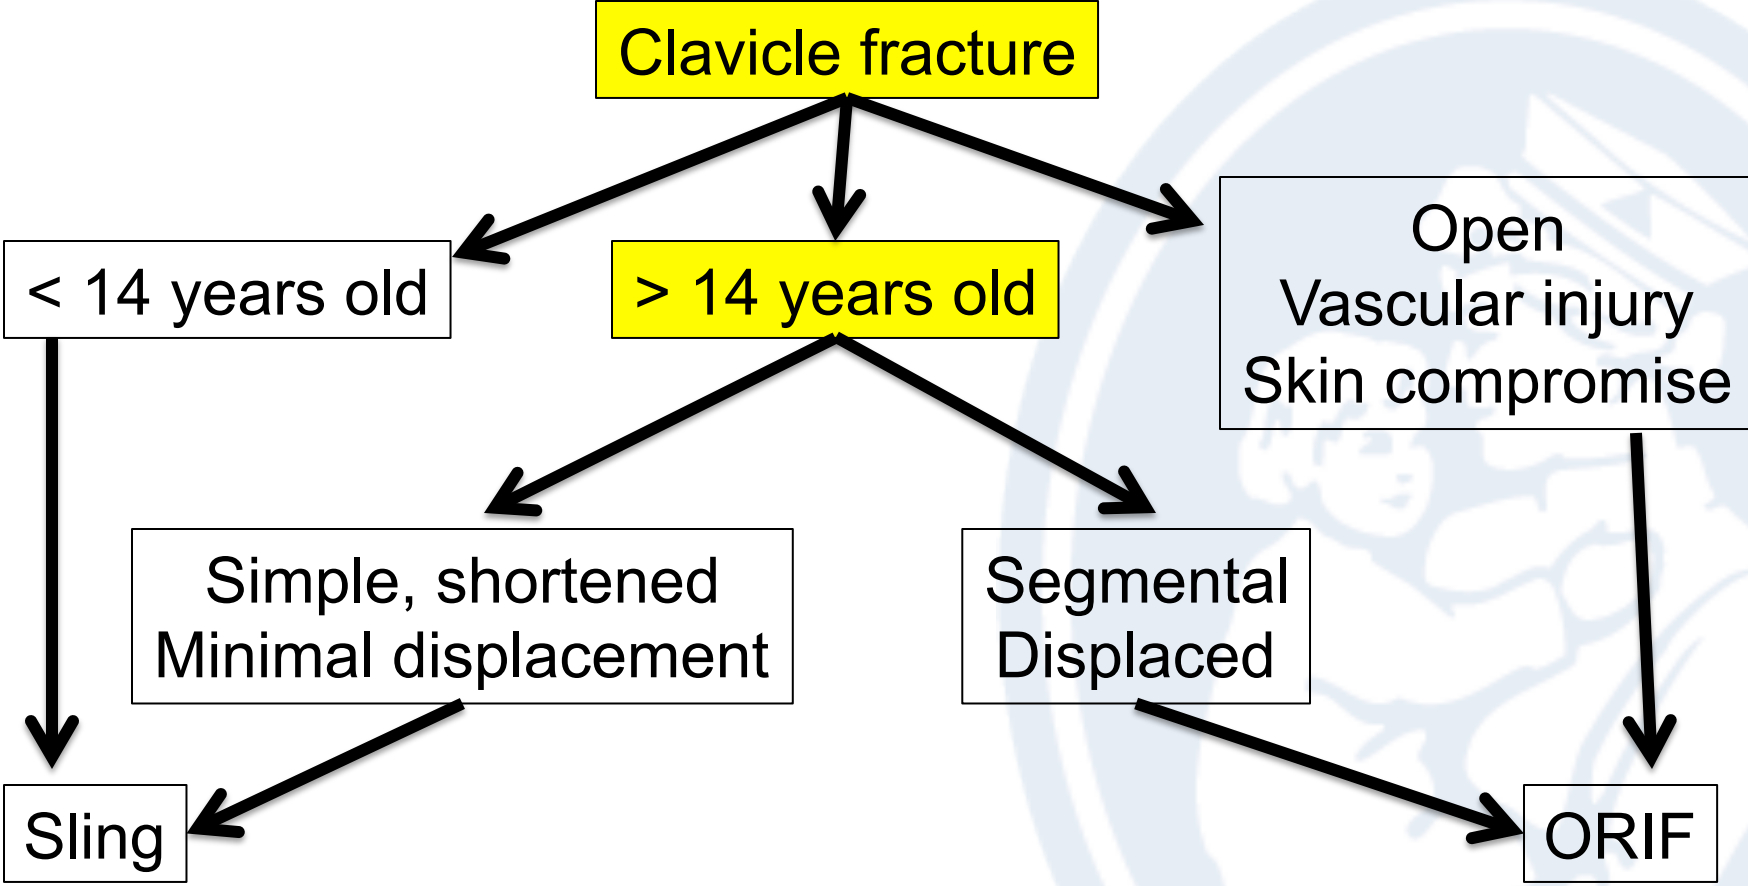 Clavicle fracture
< 14 years old
> 14 years old
Open
Vascular injury
Skin compromise
Simple, shortened
Minimal displacement
Segmental
Displaced
Sling
ORIF